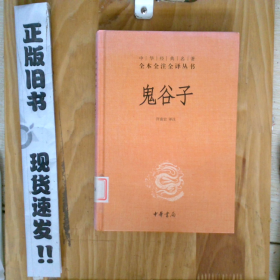 正版旧书
现货速发!!
中华经典名著
全本全注全译丛书
鬼谷子
中华书局